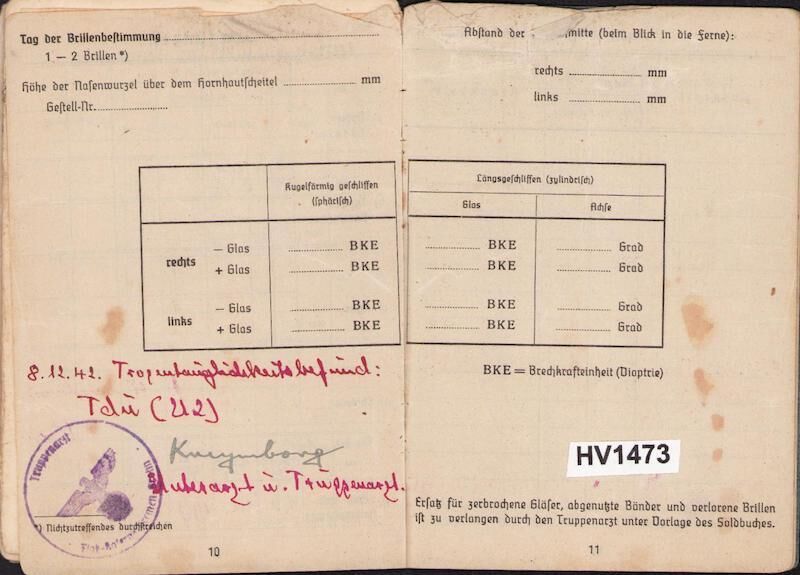 Tag der Brillenbestimmung
1 – 2 Brillen *)
Höhe der Nasenwurzel über dem Hornhautscheitel ............ mm
Gestell-Nr.............
Kugelförmig geschliffen
(sphärisch)
rechts
– Glas ............ BKE
+ Glas ............ BKE
links
– Glas ............ BKE
+ Glas ............ BKE
8.12.42. Tropentauglichkeitsbefund:
Tdu (U2)
Unterarzt u. Truppenarzt.
Truppenarzt
*) Nichtzutreffendes durchstreichen
10
Abstand der mitte (beim Blick in die Ferne):
rechts ............ mm
links ............ mm
Längsgeschliffen (zylindrisch)
Glas
Achse
............ BKE ............ Grad
............ BKE ............ Grad
............ BKE ............ Grad
............ BKE ............ Grad
BKE = Brechkrafteinheit (Dioptrie)
HV1473
Ersatz für zerbrochene Gläser, abgenutzte Bänder und verlorene Brillen
ist zu verlangen durch den Truppenarzt unter Vorlage des Soldbuches.
11